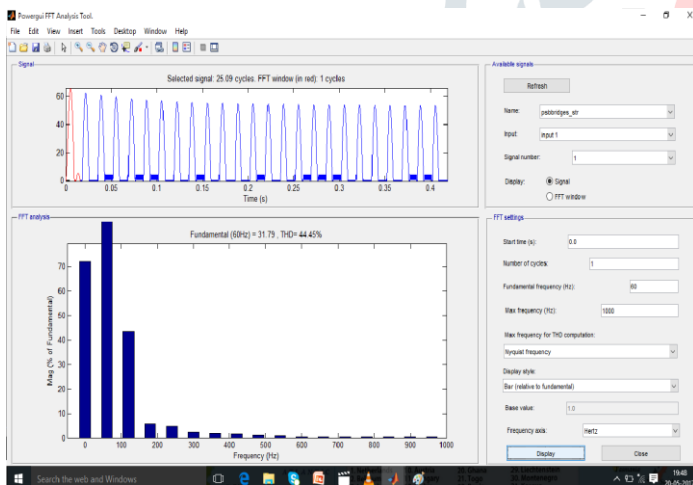 Powergui FFT Analysis Tool.
File Edit View Insert Tools Desktop Window Help
Signal
Selected signal: 25.09 cycles. FFT window (in red): 1 cycles
60
40
20
0
0 0.05 0.1 0.15 0.2 0.25 0.3 0.35 0.4
Time (s)
FFT analysis
Fundamental (60Hz) = 31.79 , THD= 44.45%
Mag (% of Fundamental)
70
60
50
40
30
20
10
0
0 100 200 300 400 500 600 700 800 900 1000
Frequency (Hz)
Available signals
Refresh
Name: psbbridges_str
Input: input 1
Signal number: 1
Display: Signal
FFT window
FFT settings
Start time (s): 0.0
Number of cycles: 1
Fundamental frequency (Hz): 60
Max frequency (Hz): 1000
Max frequency for THD computation:
Nyquist frequency
Display style:
Bar (relative to fundamental)
Base value: 1.0
Frequency axis: Hertz
Display Close
Search the web and Windows
19:48